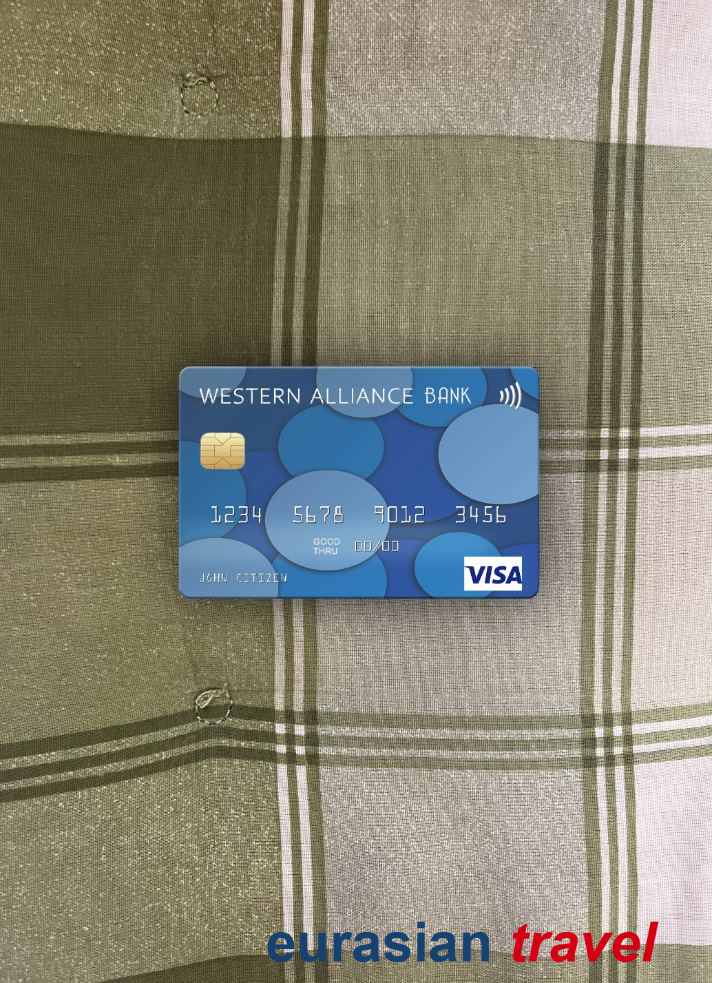 WESTERN ALLIANCE BANK
1234 5678 9012 3456
GOOD
THRU 00/00
JOHN CITIZEN
VISA
eurasian travel